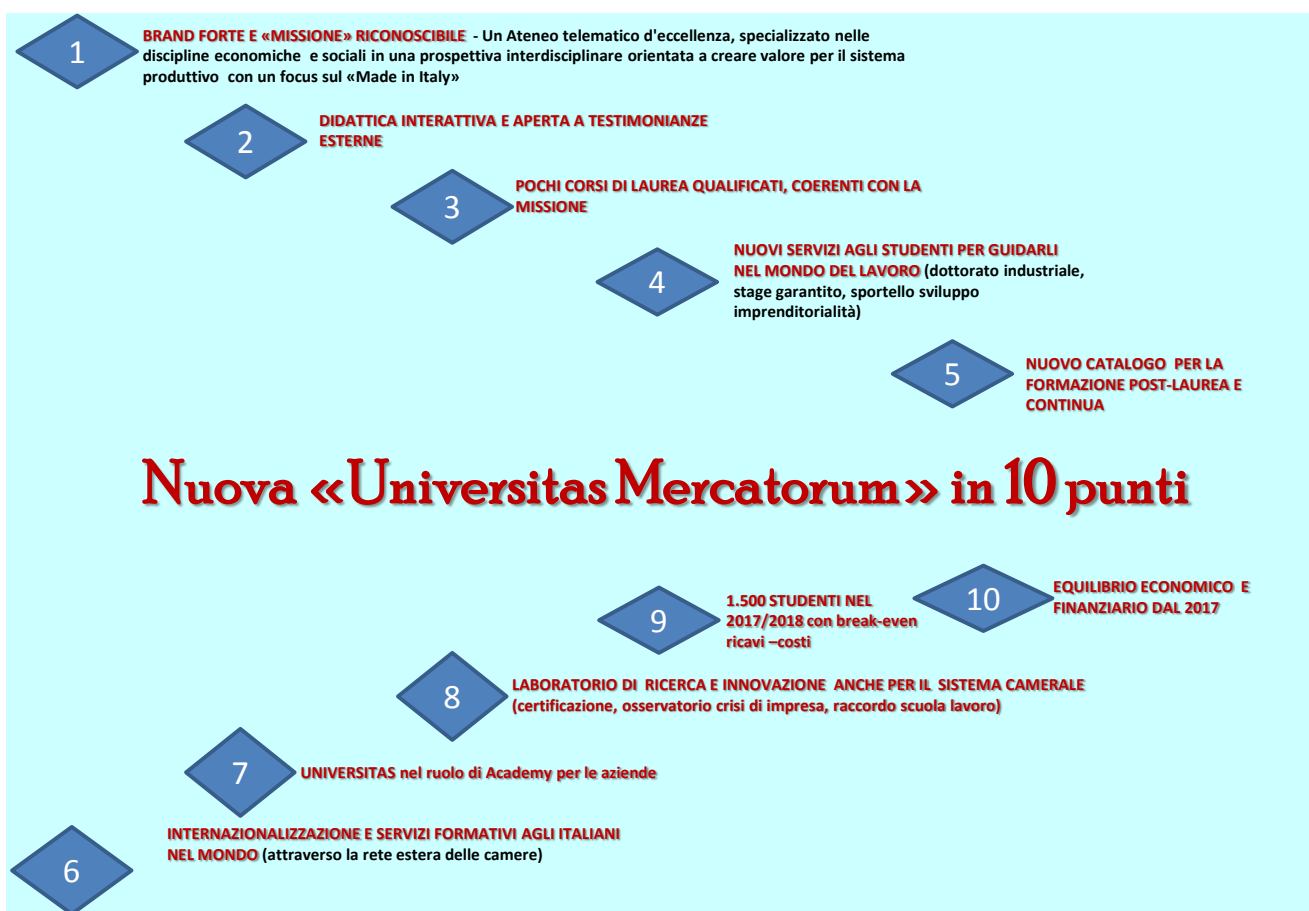 1
BRAND FORTE E «MISSIONE» RICONOSCIBILE - Un Ateneo telematico d'eccellenza, specializzato nelle
discipline economiche e sociali in una prospettiva interdisciplinare orientata a creare valore per il sistema
produttivo con un focus sul «Made in Italy»
2
DIDATTICA INTERATTIVA E APERTA A TESTIMONIANZE
ESTERNE
3
POCHI CORSI DI LAUREA QUALIFICATI, COERENTI CON LA
MISSIONE
4
NUOVI SERVIZI AGLI STUDENTI PER GUIDARLI
NEL MONDO DEL LAVORO (dottorato industriale,
stage garantito, sportello sviluppo
imprenditorialità)
5
NUOVO CATALOGO PER LA
FORMAZIONE POST-LAUREA E
CONTINUA
Nuova «Universitas Mercatorum» in 10 punti
10
EQUILIBRIO ECONOMICO E
FINANZIARIO DAL 2017
9
1.500 STUDENTI NEL
2017/2018 con break-even
ricavi –costi
8
LABORATORIO DI RICERCA E INNOVAZIONE ANCHE PER IL SISTEMA CAMERALE
(certificazione, osservatorio crisi di impresa, raccordo scuola lavoro)
7
UNIVERSITAS nel ruolo di Academy per le aziende
6
INTERNAZIONALIZZAZIONE E SERVIZI FORMATIVI AGLI ITALIANI
NEL MONDO (attraverso la rete estera delle camere)